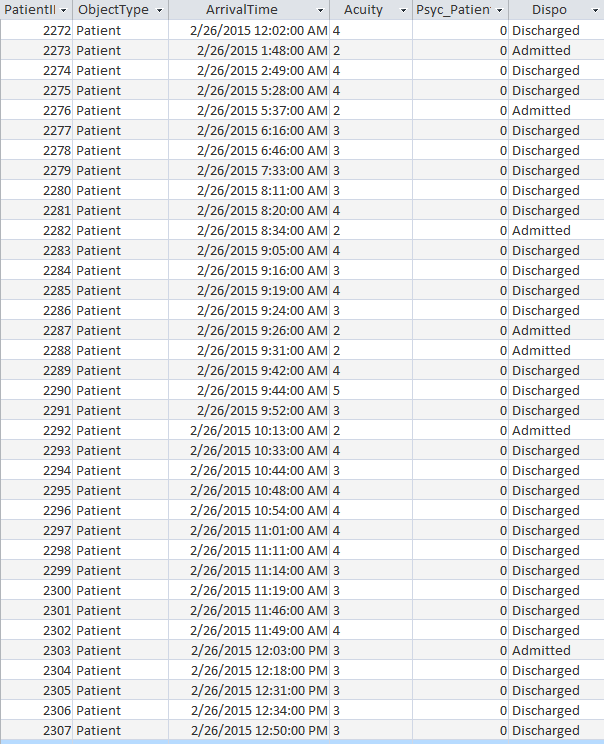 PatientI ObjectType ArrivalTime Acuity Psyc_Patien Dispo
2272 Patient 2/26/2015 12:02:00 AM 4 0 Discharged
2273 Patient 2/26/2015 1:48:00 AM 2 0 Admitted
2274 Patient 2/26/2015 2:49:00 AM 4 0 Discharged
2275 Patient 2/26/2015 5:28:00 AM 4 0 Discharged
2276 Patient 2/26/2015 5:37:00 AM 2 0 Admitted
2277 Patient 2/26/2015 6:16:00 AM 3 0 Discharged
2278 Patient 2/26/2015 6:46:00 AM 3 0 Discharged
2279 Patient 2/26/2015 7:33:00 AM 3 0 Discharged
2280 Patient 2/26/2015 8:11:00 AM 3 0 Discharged
2281 Patient 2/26/2015 8:20:00 AM 4 0 Discharged
2282 Patient 2/26/2015 8:34:00 AM 2 0 Admitted
2283 Patient 2/26/2015 9:05:00 AM 4 0 Discharged
2284 Patient 2/26/2015 9:16:00 AM 3 0 Discharged
2285 Patient 2/26/2015 9:19:00 AM 4 0 Discharged
2286 Patient 2/26/2015 9:24:00 AM 3 0 Discharged
2287 Patient 2/26/2015 9:26:00 AM 2 0 Admitted
2288 Patient 2/26/2015 9:31:00 AM 2 0 Admitted
2289 Patient 2/26/2015 9:42:00 AM 4 0 Discharged
2290 Patient 2/26/2015 9:44:00 AM 5 0 Discharged
2291 Patient 2/26/2015 9:52:00 AM 3 0 Discharged
2292 Patient 2/26/2015 10:13:00 AM 2 0 Admitted
2293 Patient 2/26/2015 10:33:00 AM 4 0 Discharged
2294 Patient 2/26/2015 10:44:00 AM 3 0 Discharged
2295 Patient 2/26/2015 10:48:00 AM 4 0 Discharged
2296 Patient 2/26/2015 10:54:00 AM 4 0 Discharged
2297 Patient 2/26/2015 11:01:00 AM 4 0 Discharged
2298 Patient 2/26/2015 11:11:00 AM 4 0 Discharged
2299 Patient 2/26/2015 11:14:00 AM 3 0 Discharged
2300 Patient 2/26/2015 11:19:00 AM 3 0 Discharged
2301 Patient 2/26/2015 11:46:00 AM 3 0 Discharged
2302 Patient 2/26/2015 11:49:00 AM 4 0 Discharged
2303 Patient 2/26/2015 12:03:00 PM 3 0 Admitted
2304 Patient 2/26/2015 12:18:00 PM 3 0 Discharged
2305 Patient 2/26/2015 12:31:00 PM 3 0 Discharged
2306 Patient 2/26/2015 12:34:00 PM 3 0 Discharged
2307 Patient 2/26/2015 12:50:00 PM 3 0 Discharged